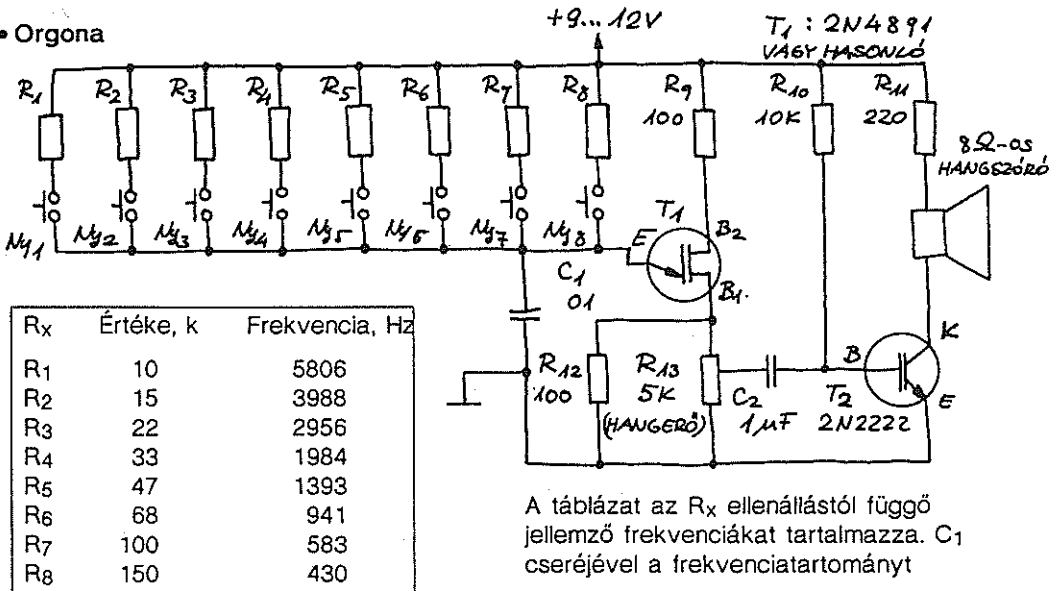 • Orgona
+9...12V
T1 : 2N4891
VAGY HASONLÓ
R1
R2
R3
R4
R5
R6
R7
R8
R9
100
R10
10K
R11
220
8Ω-os
HANGSZÓRÓ
Ny1
Ny2
Ny3
Ny4
Ny5
Ny6
Ny7
Ny8
T1
E
B2
B1
C1
01
R12
100
R13
5K
(HANGERŐ)
C2
1μF
B
T2
2N2222
K
E
Rx Értéke, k Frekvencia, Hz
R1 10 5806
R2 15 3988
R3 22 2956
R4 33 1984
R5 47 1393
R6 68 941
R7 100 583
R8 150 430
A táblázat az Rx ellenállástól függő
jellemző frekvenciákat tartalmazza. C1
cseréjével a frekvenciatartományt